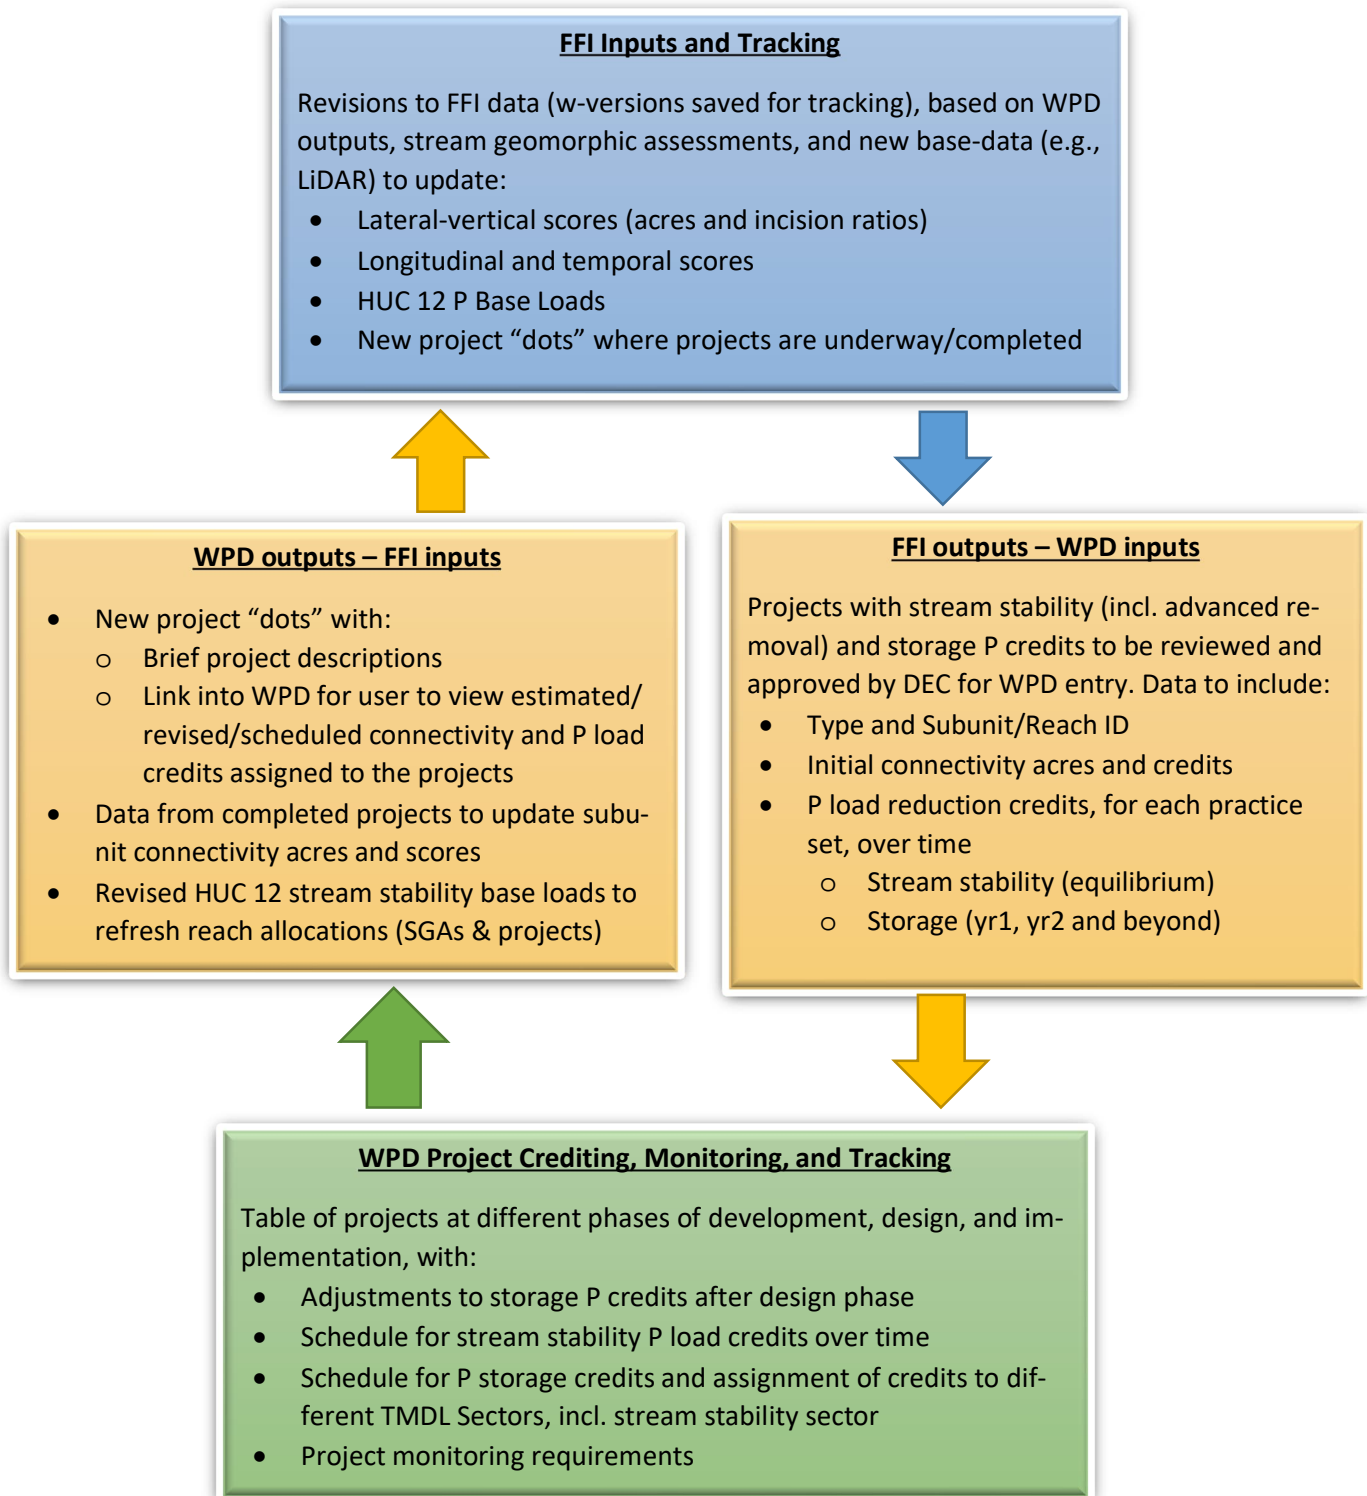 FFI Inputs and Tracking
Revisions to FFI data (w-versions saved for tracking), based on WPD
outputs, stream geomorphic assessments, and new base-data (e.g.,
LiDAR) to update:
• Lateral-vertical scores (acres and incision ratios)
• Longitudinal and temporal scores
• HUC 12 P Base Loads
• New project “dots” where projects are underway/completed
WPD outputs – FFI inputs
• New project “dots” with:
o Brief project descriptions
o Link into WPD for user to view estimated/
revised/scheduled connectivity and P load
credits assigned to the projects
• Data from completed projects to update subu-
nit connectivity acres and scores
• Revised HUC 12 stream stability base loads to
refresh reach allocations (SGAs & projects)
FFI outputs – WPD inputs
Projects with stream stability (incl. advanced re-
moval) and storage P credits to be reviewed and
approved by DEC for WPD entry. Data to include:
• Type and Subunit/Reach ID
• Initial connectivity acres and credits
• P load reduction credits, for each practice
set, over time
o Stream stability (equilibrium)
o Storage (yr1, yr2 and beyond)
WPD Project Crediting, Monitoring, and Tracking
Table of projects at different phases of development, design, and im-
plementation, with:
• Adjustments to storage P credits after design phase
• Schedule for stream stability P load credits over time
• Schedule for P storage credits and assignment of credits to dif-
ferent TMDL Sectors, incl. stream stability sector
• Project monitoring requirements